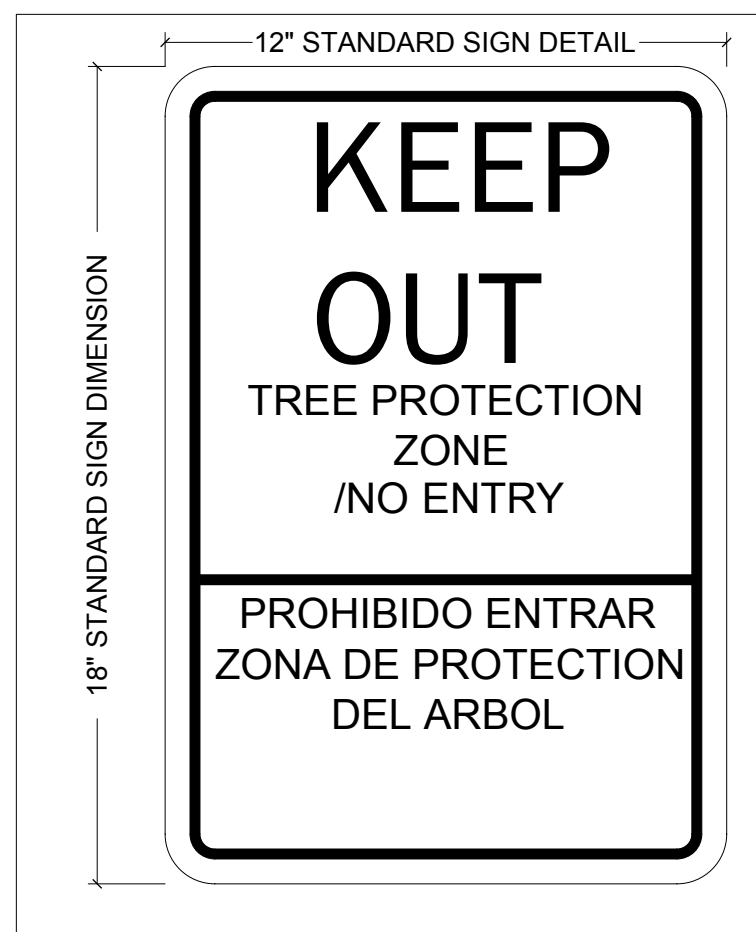 12" STANDARD SIGN DETAIL
18" STANDARD SIGN DIMENSION
KEEP
OUT
TREE PROTECTION
ZONE
/NO ENTRY
PROHIBIDO ENTRAR
ZONA DE PROTECTION
DEL ARBOL